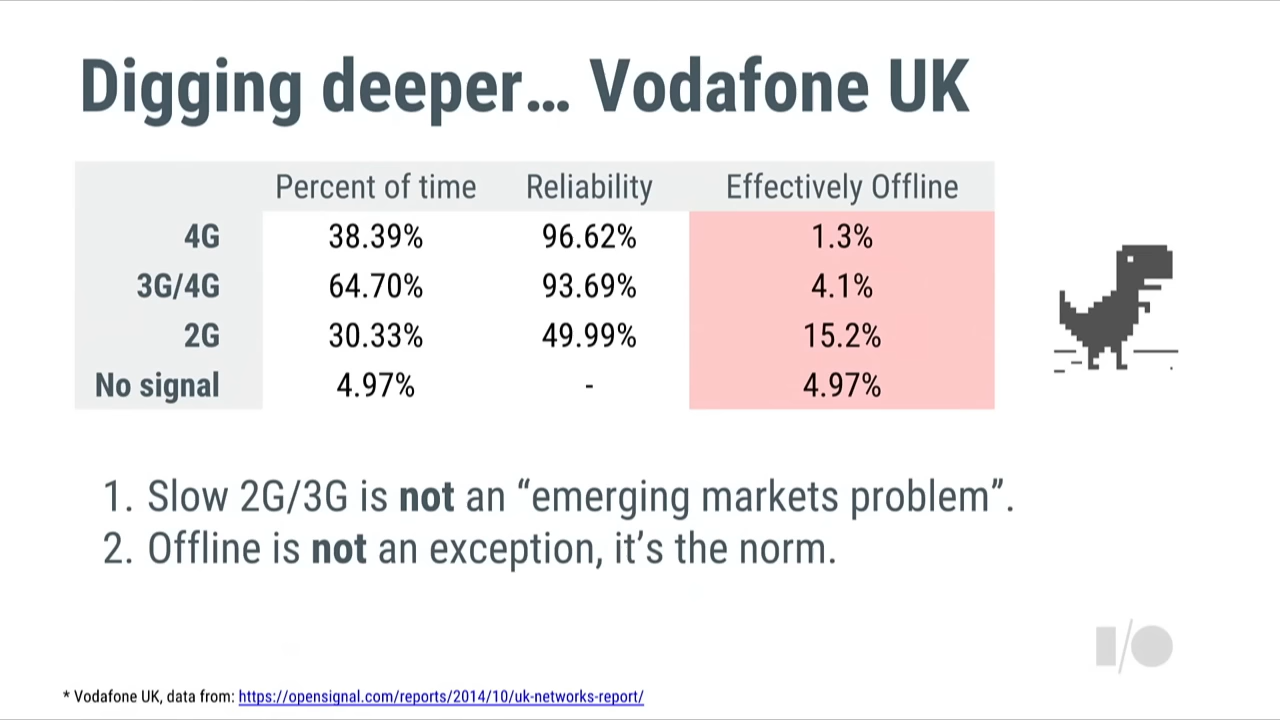 Digging deeper... Vodafone UK
Percent of time Reliability Effectively Offline
4G 38.39% 96.62% 1.3%
3G/4G 64.70% 93.69% 4.1%
2G 30.33% 49.99% 15.2%
No signal 4.97% - 4.97%
1. Slow 2G/3G is not an “emerging markets problem”.
2. Offline is not an exception, it’s the norm.
I/O
* Vodafone UK, data from: https://opensignal.com/reports/2014/10/uk-networks-report/